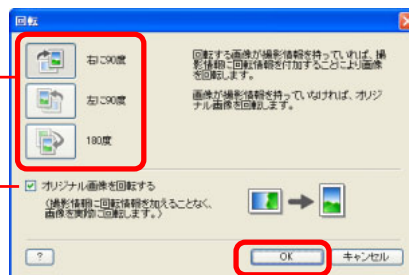 回転
右に90度
左に90度
180度
回転する画像が撮影情報を持っていれば、撮
影情報に回転情報を付加することにより画像
を回転します。
画像が撮影情報を持っていなければ、オリジ
ナル画像を回転します。
オリジナル画像を回転する
(撮影情報に回転情報を加えることなく、
画像を実際に回転します。)
?
OK
キャンセル